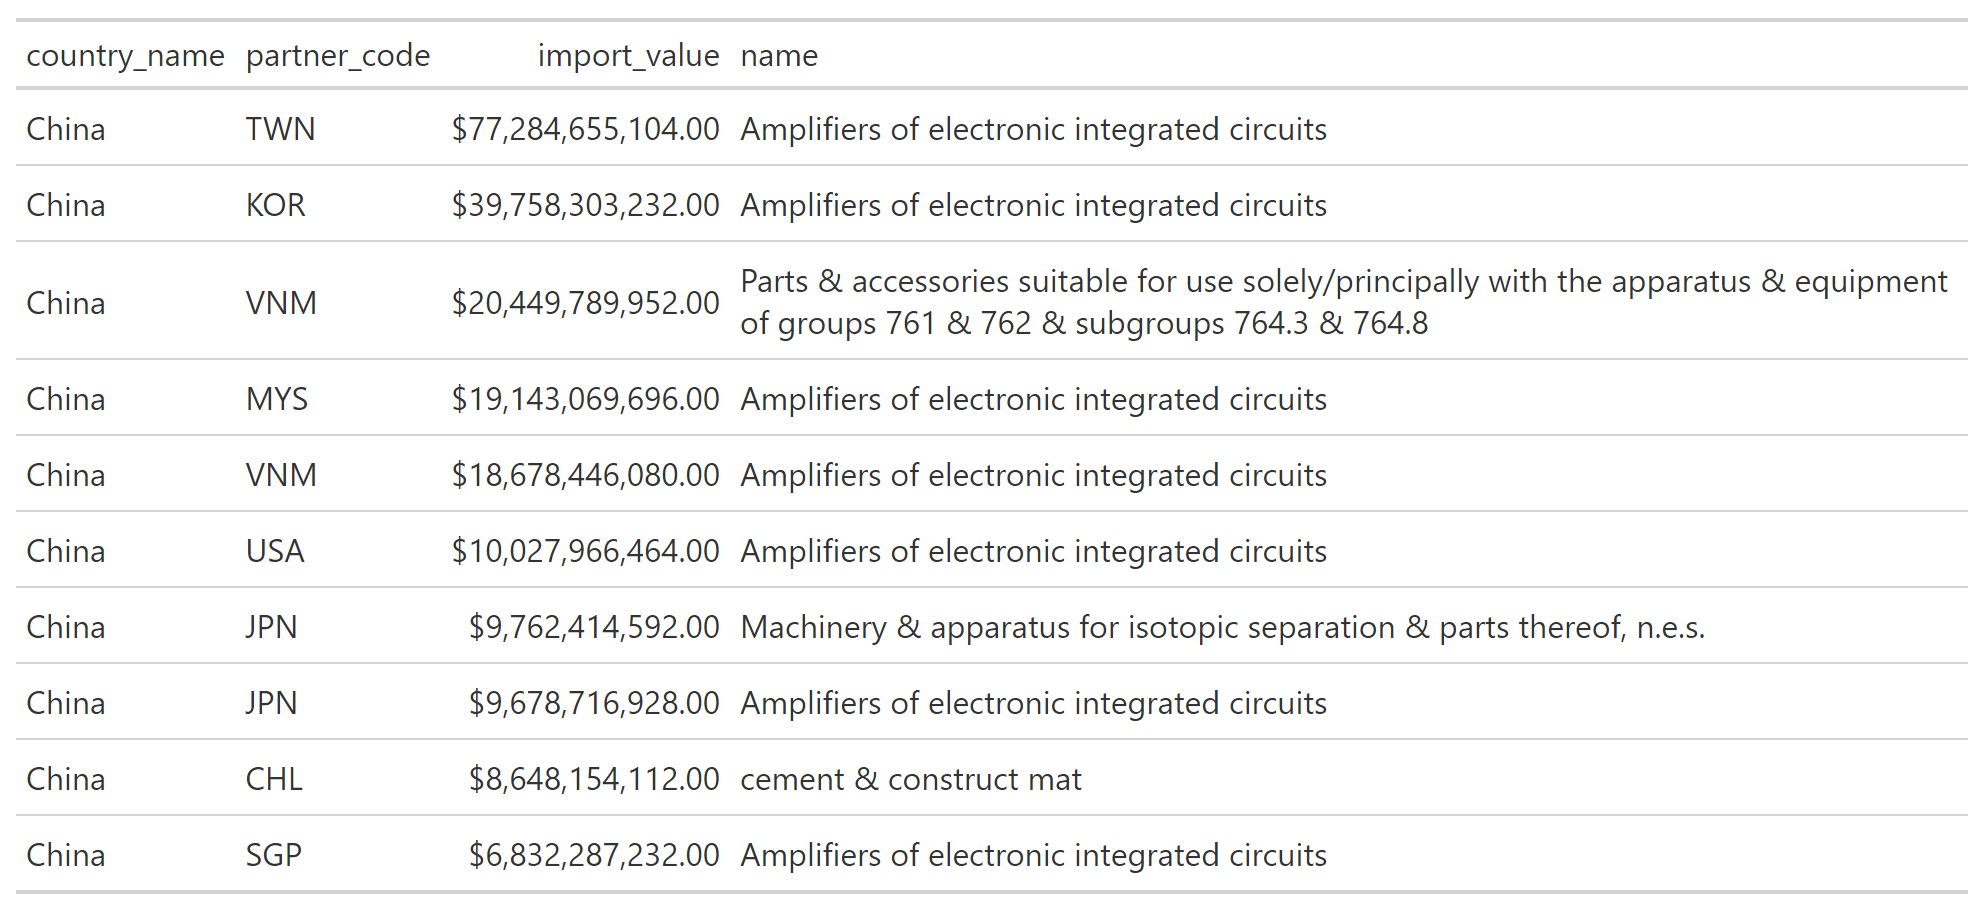 country_name partner_code import_value name
China TWN $77,284,655,104.00 Amplifiers of electronic integrated circuits
China KOR $39,758,303,232.00 Amplifiers of electronic integrated circuits
China VNM $20,449,789,952.00 Parts & accessories suitable for use solely/principally with the apparatus & equipment
of groups 761 & 762 & subgroups 764.3 & 764.8
China MYS $19,143,069,696.00 Amplifiers of electronic integrated circuits
China VNM $18,678,446,080.00 Amplifiers of electronic integrated circuits
China USA $10,027,966,464.00 Amplifiers of electronic integrated circuits
China JPN $9,762,414,592.00 Machinery & apparatus for isotopic separation & parts thereof, n.e.s.
China JPN $9,678,716,928.00 Amplifiers of electronic integrated circuits
China CHL $8,648,154,112.00 cement & construct mat
China SGP $6,832,287,232.00 Amplifiers of electronic integrated circuits